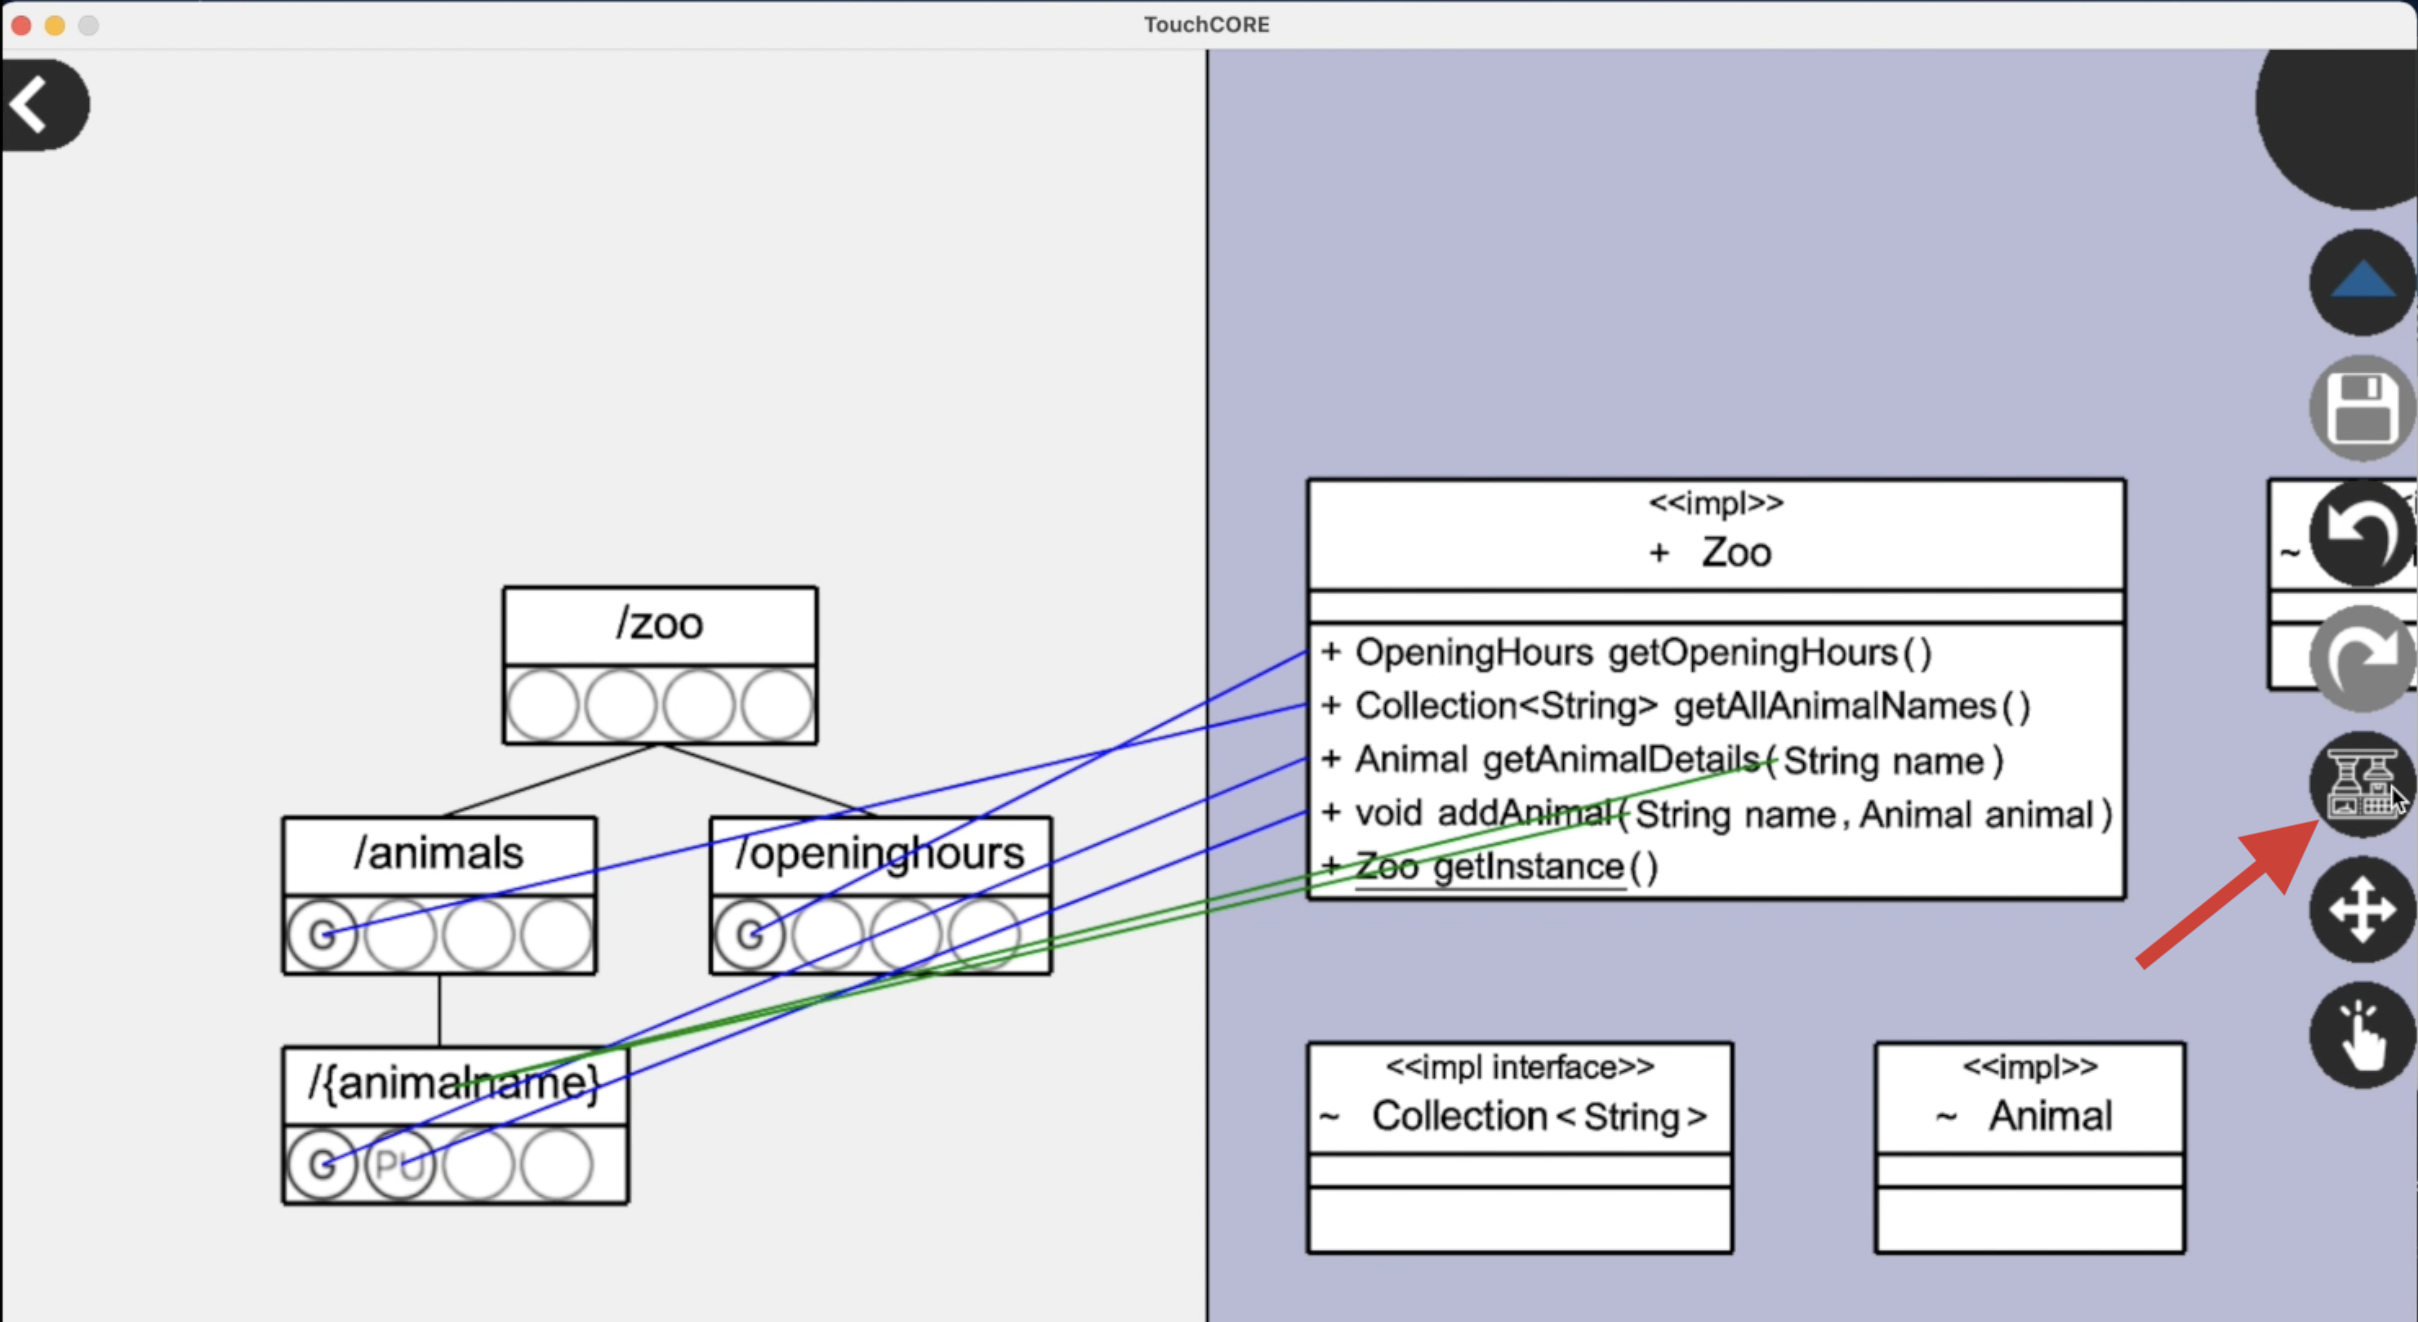 TouchCORE
/zoo
/animals
/openinghours
G
G
/{animalname}
G PU
<<impl>>
+ Zoo
+ OpeningHours getOpeningHours()
+ Collection<String> getAllAnimalNames()
+ Animal getAnimalDetails(String name)
+ void addAnimal(String name, Animal animal)
+ Zoo getInstance()
~
<<impl interface>>
~ Collection<String>
<<impl>>
~ Animal